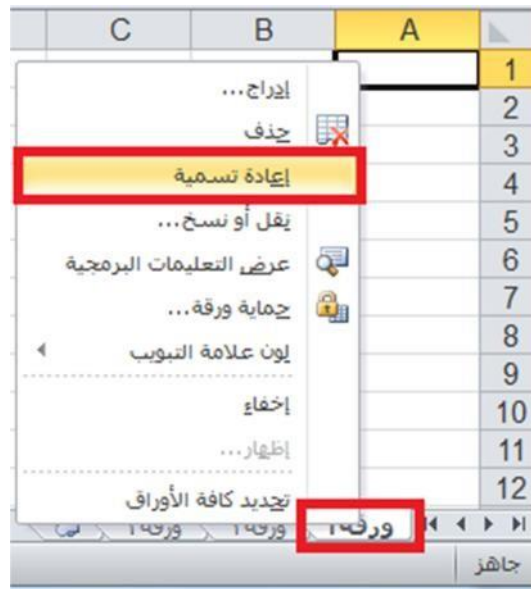 A B C
1
إدراج...
2
حذف
3
إعادة تسمية
4
نقل أو نسخ...
5
عرض التعليمات البرمجية
6
حماية ورقة...
7
لون علامة التبويب
8
9
إخفاء
10
إظهار...
11
تحديد كافة الأوراق
12
ورقة١
جاهز